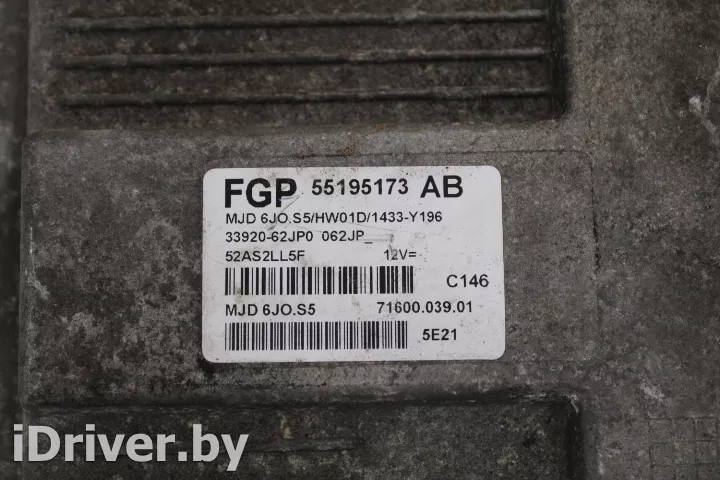 FGP 55195173 AB
MJD 6JO.S5/HW01D/1433-Y196
33920-62JP0 062JP_
52AS2LL5F 12V=
C146
MJD 6JO.S5 71600.039.01
5E21
iDriver.by